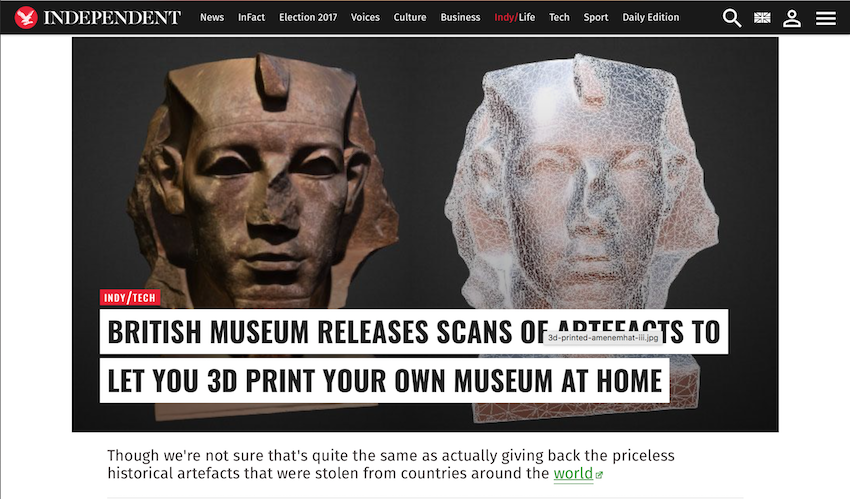 INDEPENDENT
News InFact Election 2017 Voices Culture Business Indy/Life Tech Sport Daily Edition
INDY/TECH
BRITISH MUSEUM RELEASES SCANS OF ARTEFACTS TO
3d-printed-amenemhat-iii.jpg
LET YOU 3D PRINT YOUR OWN MUSEUM AT HOME
Though we're not sure that's quite the same as actually giving back the priceless
historical artefacts that were stolen from countries around the world